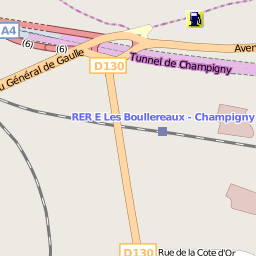 A4
(6)
(6)
(6)
Aven
D130
Tunnel de Champigny
u Général de Gaulle
RER E Les Boullereaux - Champigny
D130
Rue de la Cote d'Or